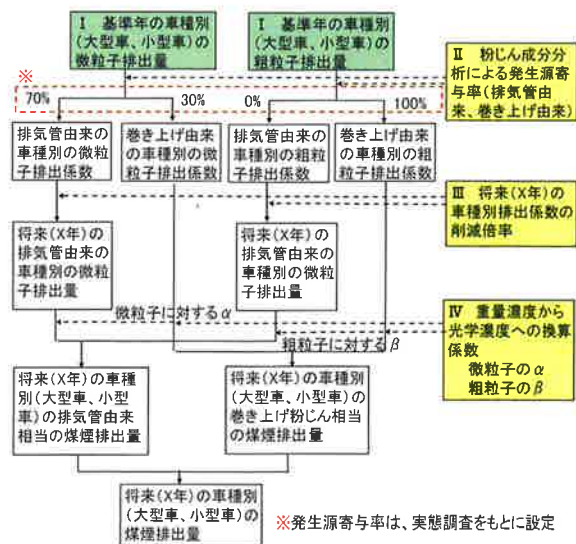 Ⅰ 基準年の車種別
(大型車、小型車)の
微粒子排出量
Ⅰ 基準年の車種別
(大型車、小型車)の
粗粒子排出量
Ⅱ 粉じん成分分
析による発生源寄
与率(排気管由
来、巻き上げ由来)
※
70%
30%
0%
100%
排気管由来の
車種別の微粒
子排出係数
巻き上げ由来
の車種別の微
粒子排出係数
排気管由来の
車種別の粗粒
子排出係数
巻き上げ由来
の車種別の粗
粒子排出係数
Ⅲ 将来(X年)の
車種別排出係数の
削減倍率
将来(X年)の
排気管由来の
車種別の微粒
子排出量
将来(X年)の
排気管由来の
車種別の微粒
子排出量
微粒子に対するα
粗粒子に対するβ
Ⅳ 重量濃度から
光学濃度への換算
係数
微粒子のα
粗粒子のβ
将来(X年)の車種
別(大型車、小型
車)の排気管由来
相当の煤煙排出量
将来(X年)の車種別
(大型車、小型車)の
巻き上げ粉じん相当
の煤煙排出量
将来(X年)の車種別
(大型車、小型車)の
煤煙排出量
※発生源寄与率は、実態調査をもとに設定